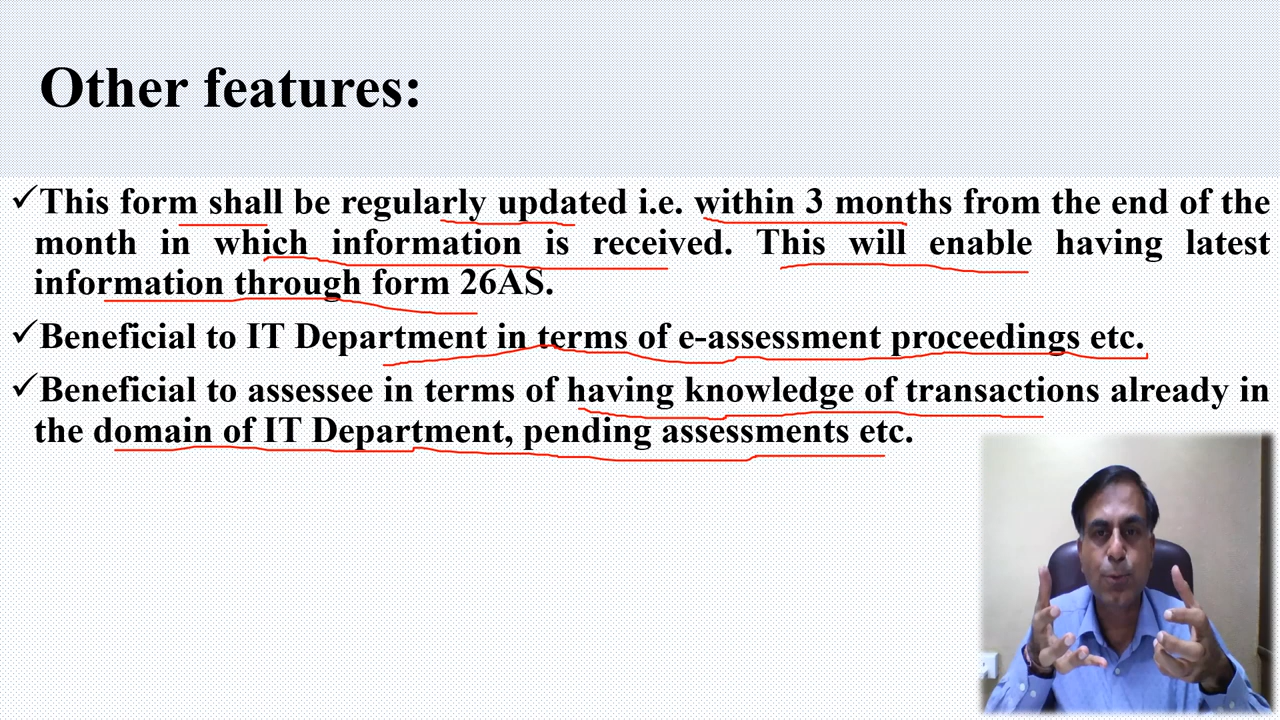 Other features:
✓This form shall be regularly updated i.e. within 3 months from the end of the
month in which information is received. This will enable having latest
information through form 26AS.
✓Beneficial to IT Department in terms of e-assessment proceedings etc.
✓Beneficial to assessee in terms of having knowledge of transactions already in
the domain of IT Department, pending assessments etc.